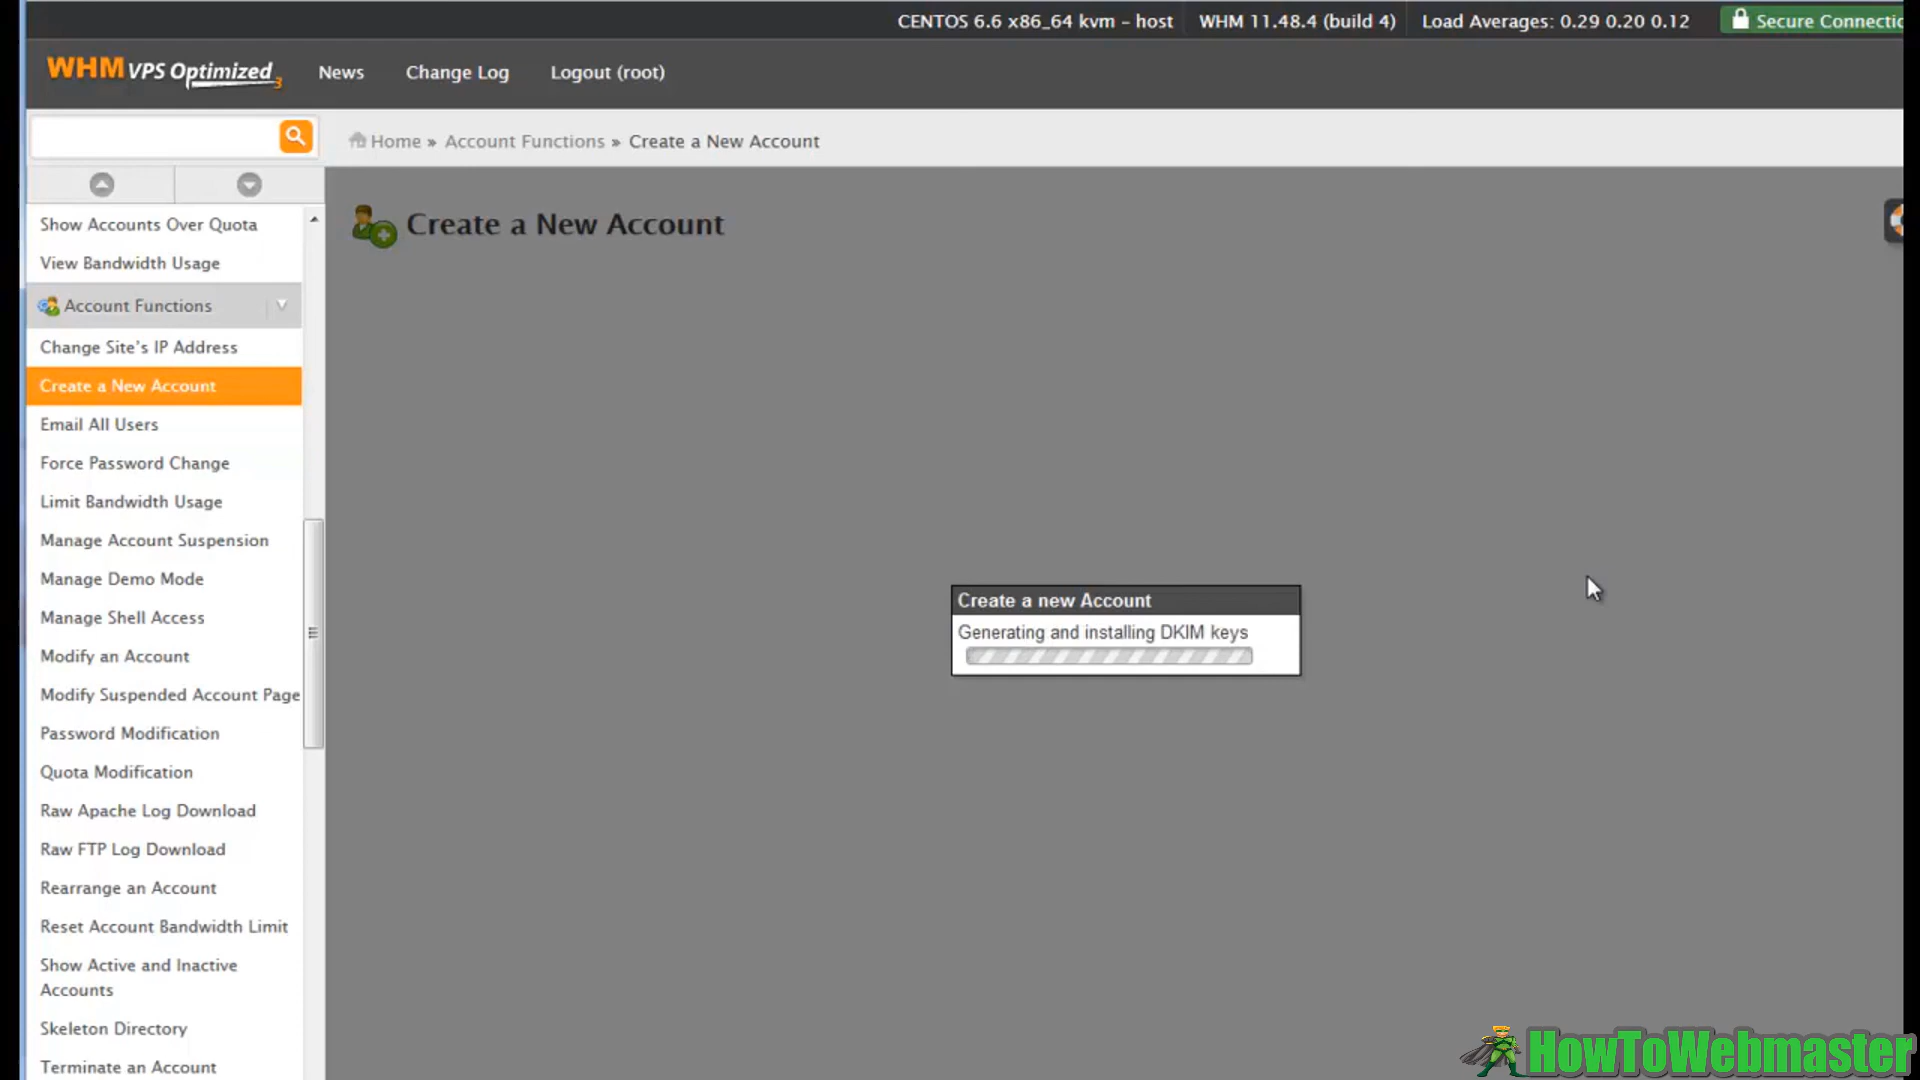 CENTOS 6.6 x86_64 kvm – host WHM 11.48.4 (build 4) Load Averages: 0.29 0.20 0.12 Secure Connectic
WHM VPS Optimized 3 News Change Log Logout (root)
Home » Account Functions » Create a New Account
Create a New Account
Show Accounts Over Quota
View Bandwidth Usage
Account Functions
Change Site's IP Address
Create a New Account
Email All Users
Force Password Change
Limit Bandwidth Usage
Manage Account Suspension
Manage Demo Mode
Manage Shell Access
Modify an Account
Modify Suspended Account Page
Password Modification
Quota Modification
Raw Apache Log Download
Raw FTP Log Download
Rearrange an Account
Reset Account Bandwidth Limit
Show Active and Inactive
Accounts
Skeleton Directory
Terminate an Account
Create a new Account
Generating and installing DKIM keys
HowToWebmaster